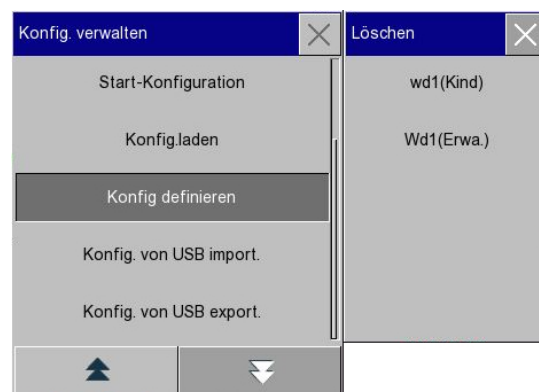 Konfig. verwalten
Start-Konfiguration
Konfig.laden
Konfig definieren
Konfig. von USB import.
Konfig. von USB export.
Löschen
wd1(Kind)
Wd1(Erwa.)